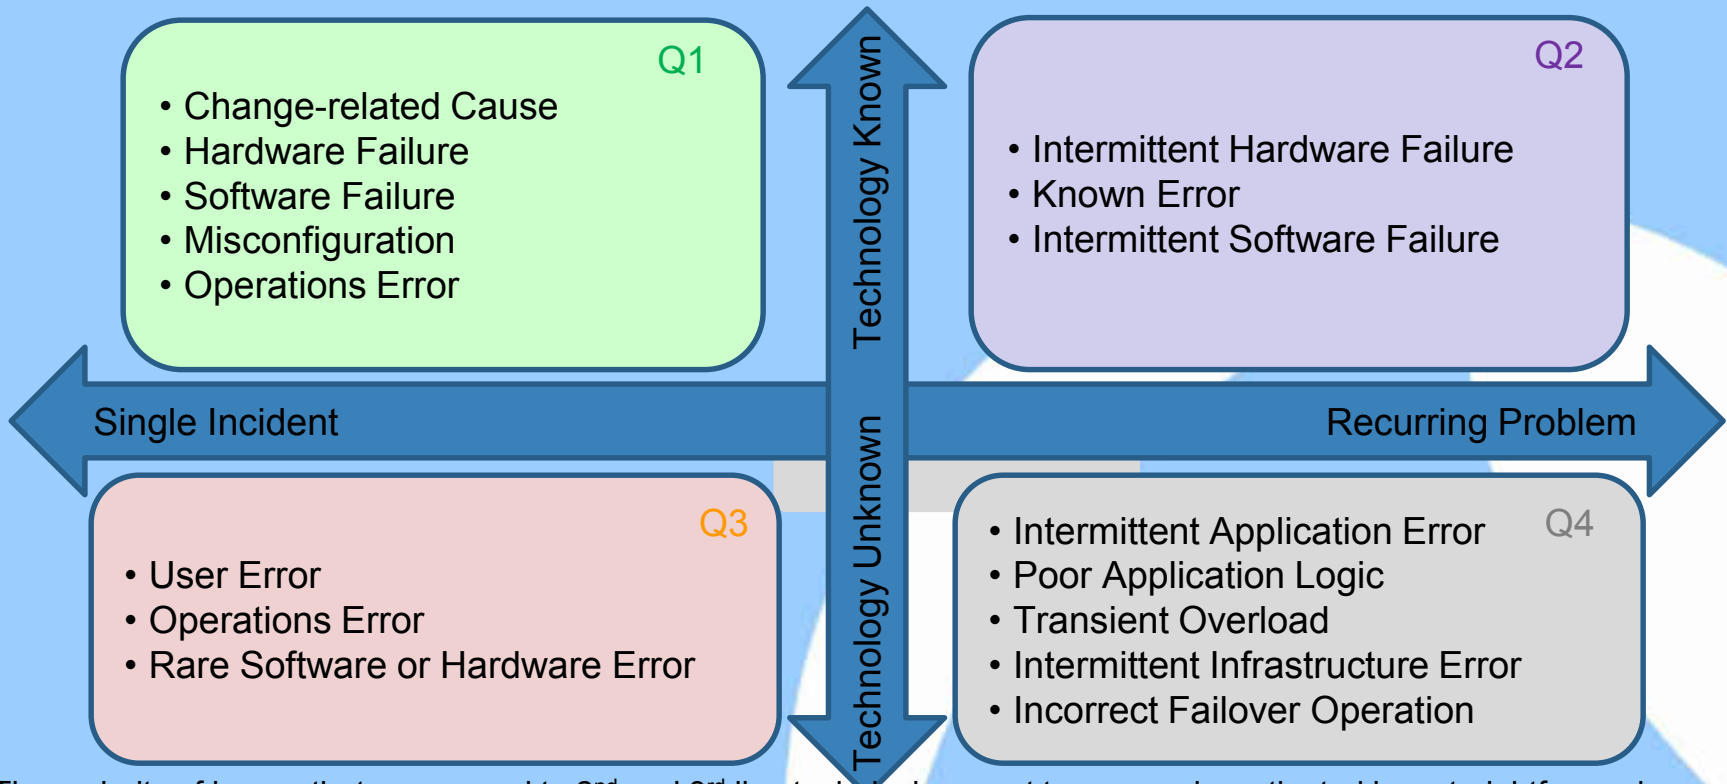 Q1
• Change-related Cause
• Hardware Failure
• Software Failure
• Misconfiguration
• Operations Error
Technology Known
Q2
• Intermittent Hardware Failure
• Known Error
• Intermittent Software Failure
Single Incident
Recurring Problem
Q3
• User Error
• Operations Error
• Rare Software or Hardware Error
Technology Unknown
Q4
• Intermittent Application Error
• Poor Application Logic
• Transient Overload
• Intermittent Infrastructure Error
• Incorrect Failover Operation